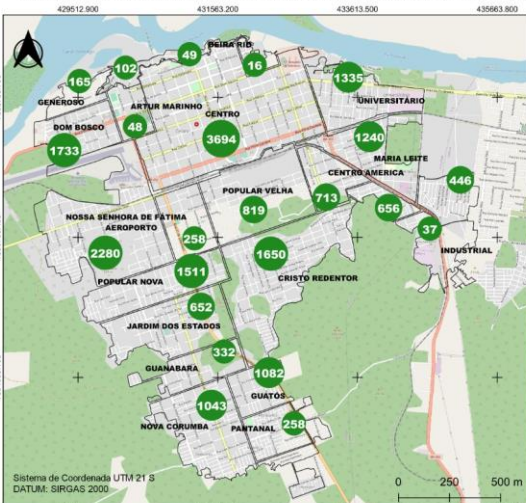 429512.900 431563.200 433613.500 435663.800
BEIRA RIO
49
102
16
165
1335
GENEROSO
ARTUR MARINHO
UNIVERSITÁRIO
DOM BOSCO
48
CENTRO
1733
3694
1240
MARIA LEITE
CENTRO AMERICA
446
POPULAR VELHA
713
656
NOSSA SENHORA DE FÁTIMA
819
AEROPORTO
258
37
2280
1650
INDUSTRIAL
1511
POPULAR NOVA
CRISTO REDENTOR
652
JARDIM DOS ESTADOS
332
GUANABARA
1082
GUATÓS
1043
258
NOVA CORUMBA
PANTANAL
Sistema de Coordenada UTM 21 S
DATUM: SIRGAS 2000
0 250 500 m